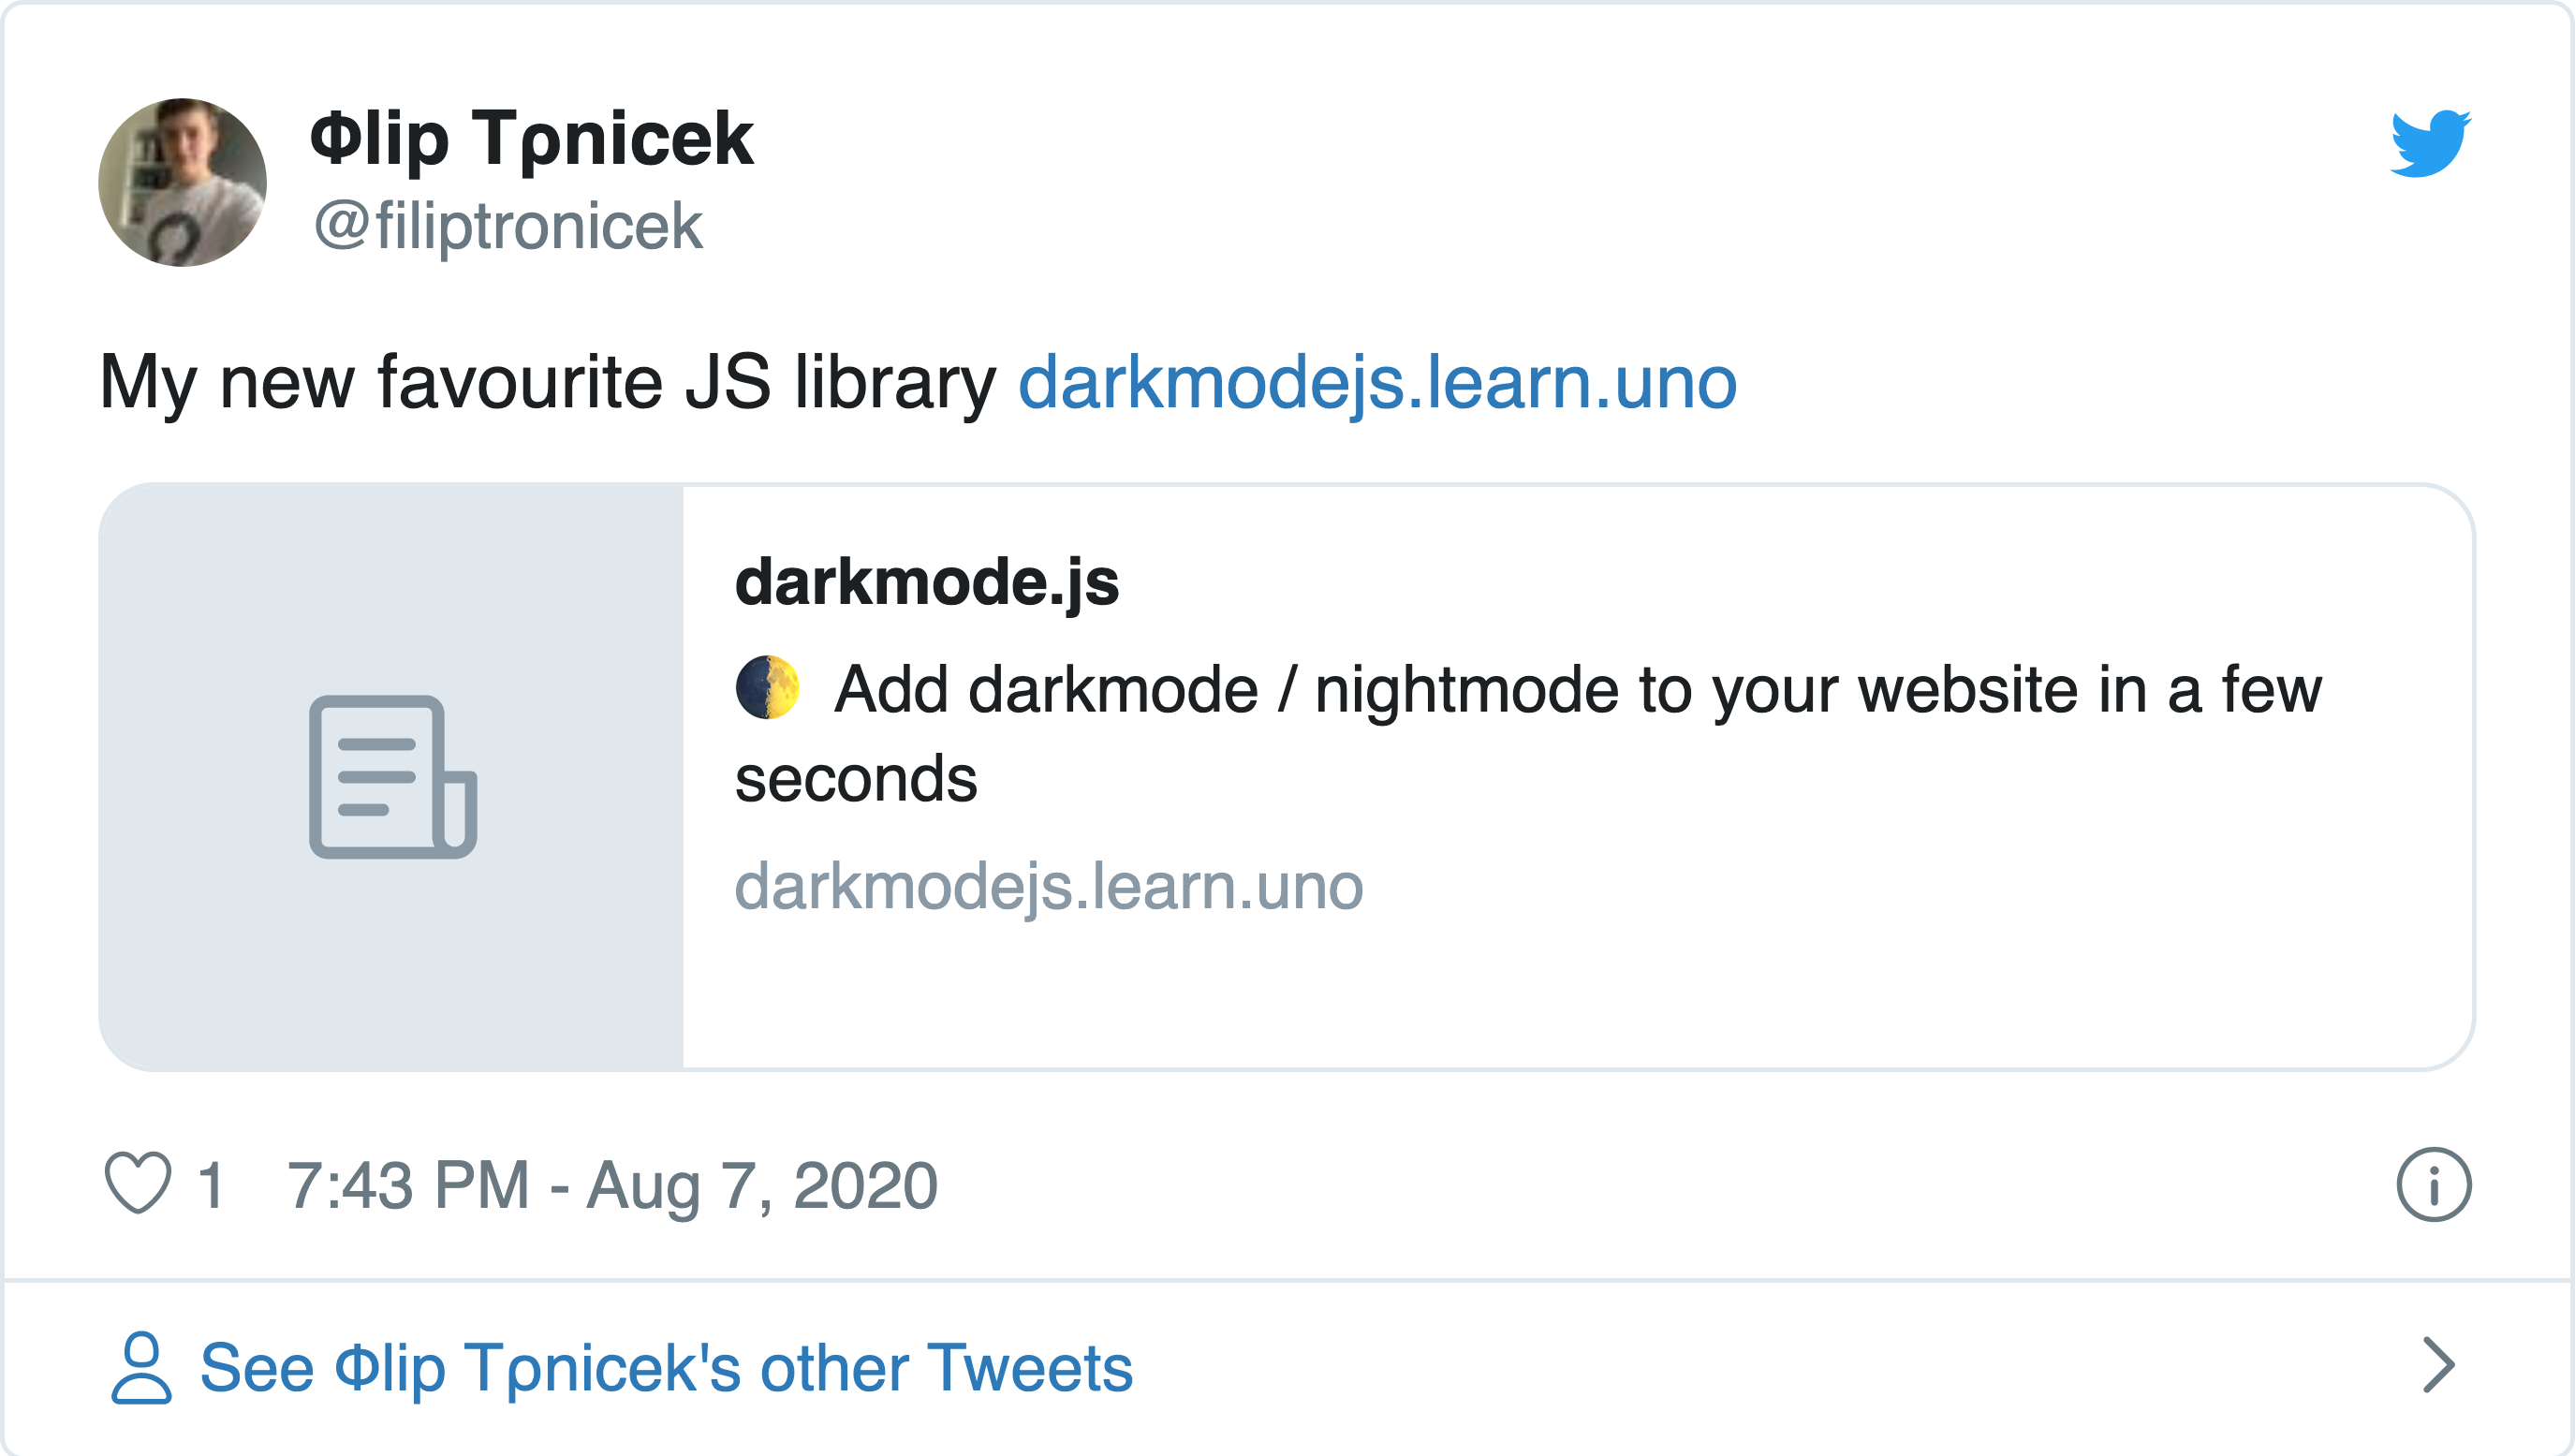 Φlip Tρnicek
@filiptronicek
My new favourite JS library darkmodejs.learn.uno
darkmode.js
🌓 Add darkmode / nightmode to your website in a few
seconds
darkmodejs.learn.uno
1 7:43 PM - Aug 7, 2020
See Φlip Tρnicek's other Tweets